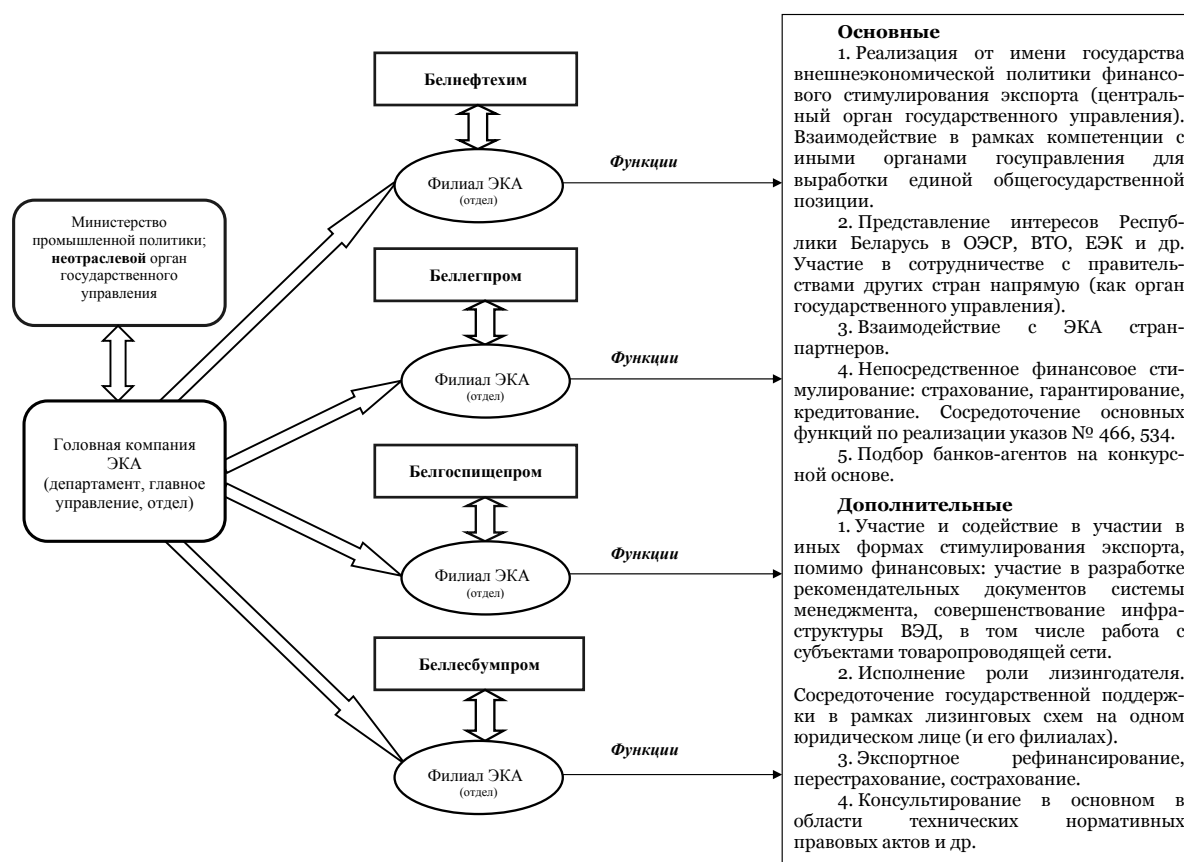 Министерство
промышленной политики;
неотраслевой орган
государственного
управления
Головная компания
ЭКА
(департамент, главное
управление, отдел)
Белнефтехим
Филиал ЭКА
(отдел)
Функции
Беллегпром
Филиал ЭКА
(отдел)
Функции
Белгоспищепром
Филиал ЭКА
(отдел)
Функции
Беллесбумпром
Филиал ЭКА
(отдел)
Функции
Основные
1. Реализация от имени государства
внешнеэкономической политики финансо-
вого стимулирования экспорта (централь-
ный орган государственного управления).
Взаимодействие в рамках компетенции с
иными органами госуправления для
выработки единой общегосударственной
позиции.
2. Представление интересов Респуб-
лики Беларусь в ОЭСР, ВТО, ЕЭК и др.
Участие в сотрудничестве с правитель-
ствами других стран напрямую (как орган
государственного управления).
3. Взаимодействие с ЭКА стран-
партнеров.
4. Непосредственное финансовое сти-
мулирование: страхование, гарантирование,
кредитование. Сосредоточение основных
функций по реализации указов № 466, 534.
5. Подбор банков-агентов на конкурс-
ной основе.
Дополнительные
1. Участие и содействие в участии в
иных формах стимулирования экспорта,
помимо финансовых: участие в разработке
рекомендательных документов системы
менеджмента, совершенствование инфра-
структуры ВЭД, в том числе работа с
субъектами товаропроводящей сети.
2. Исполнение роли лизингодателя.
Сосредоточение государственной поддерж-
ки в рамках лизинговых схем на одном
юридическом лице (и его филиалах).
3. Экспортное рефинансирование,
перестрахование, сострахование.
4. Консультирование в основном в
области технических нормативных
правовых актов и др.